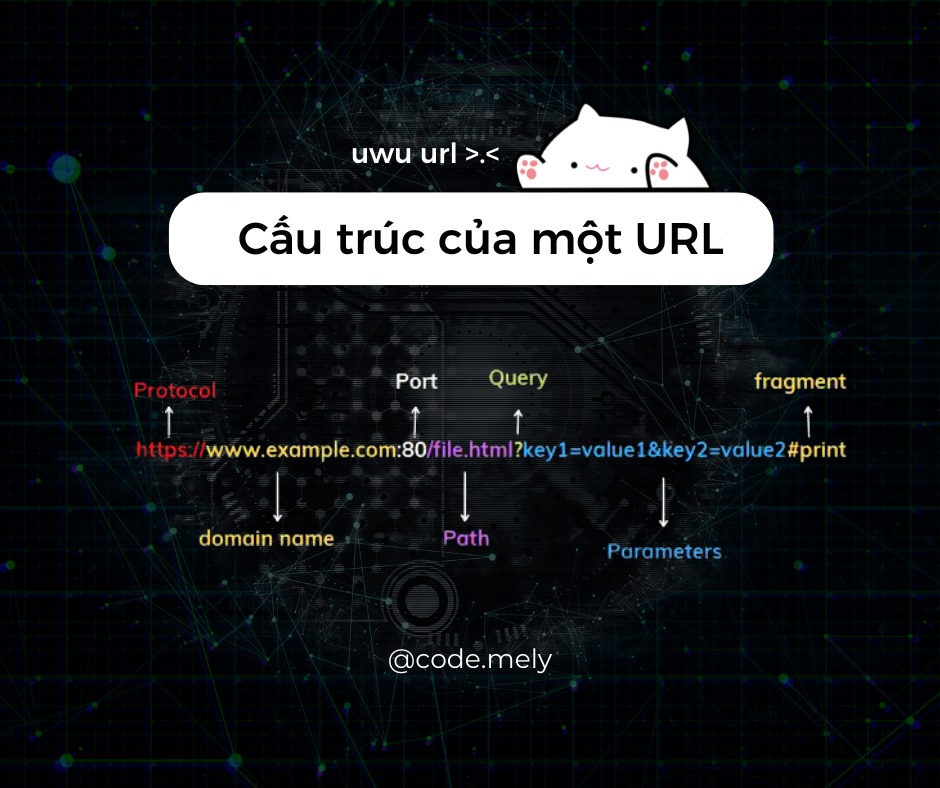 uwu url >.<
Cấu trúc của một URL
Protocol
Port
Query
fragment
https://www.example.com:80/file.html?key1=value1&key2=value2#print
domain name
Path
Parameters
@code.mely